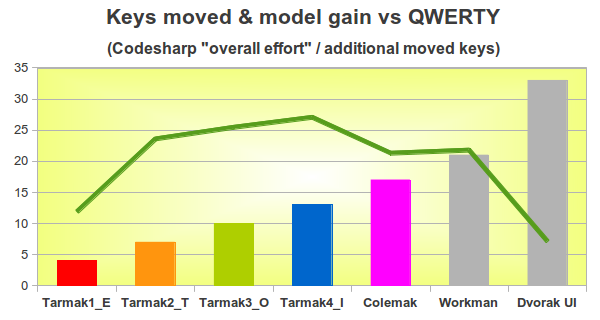 Keys moved & model gain vs QWERTY
(Codesharp "overall effort" / additional moved keys)
35
30
25
20
15
10
5
0
Tarmak1_E Tarmak2_T Tarmak3_O Tarmak4_I Colemak Workman Dvorak UI